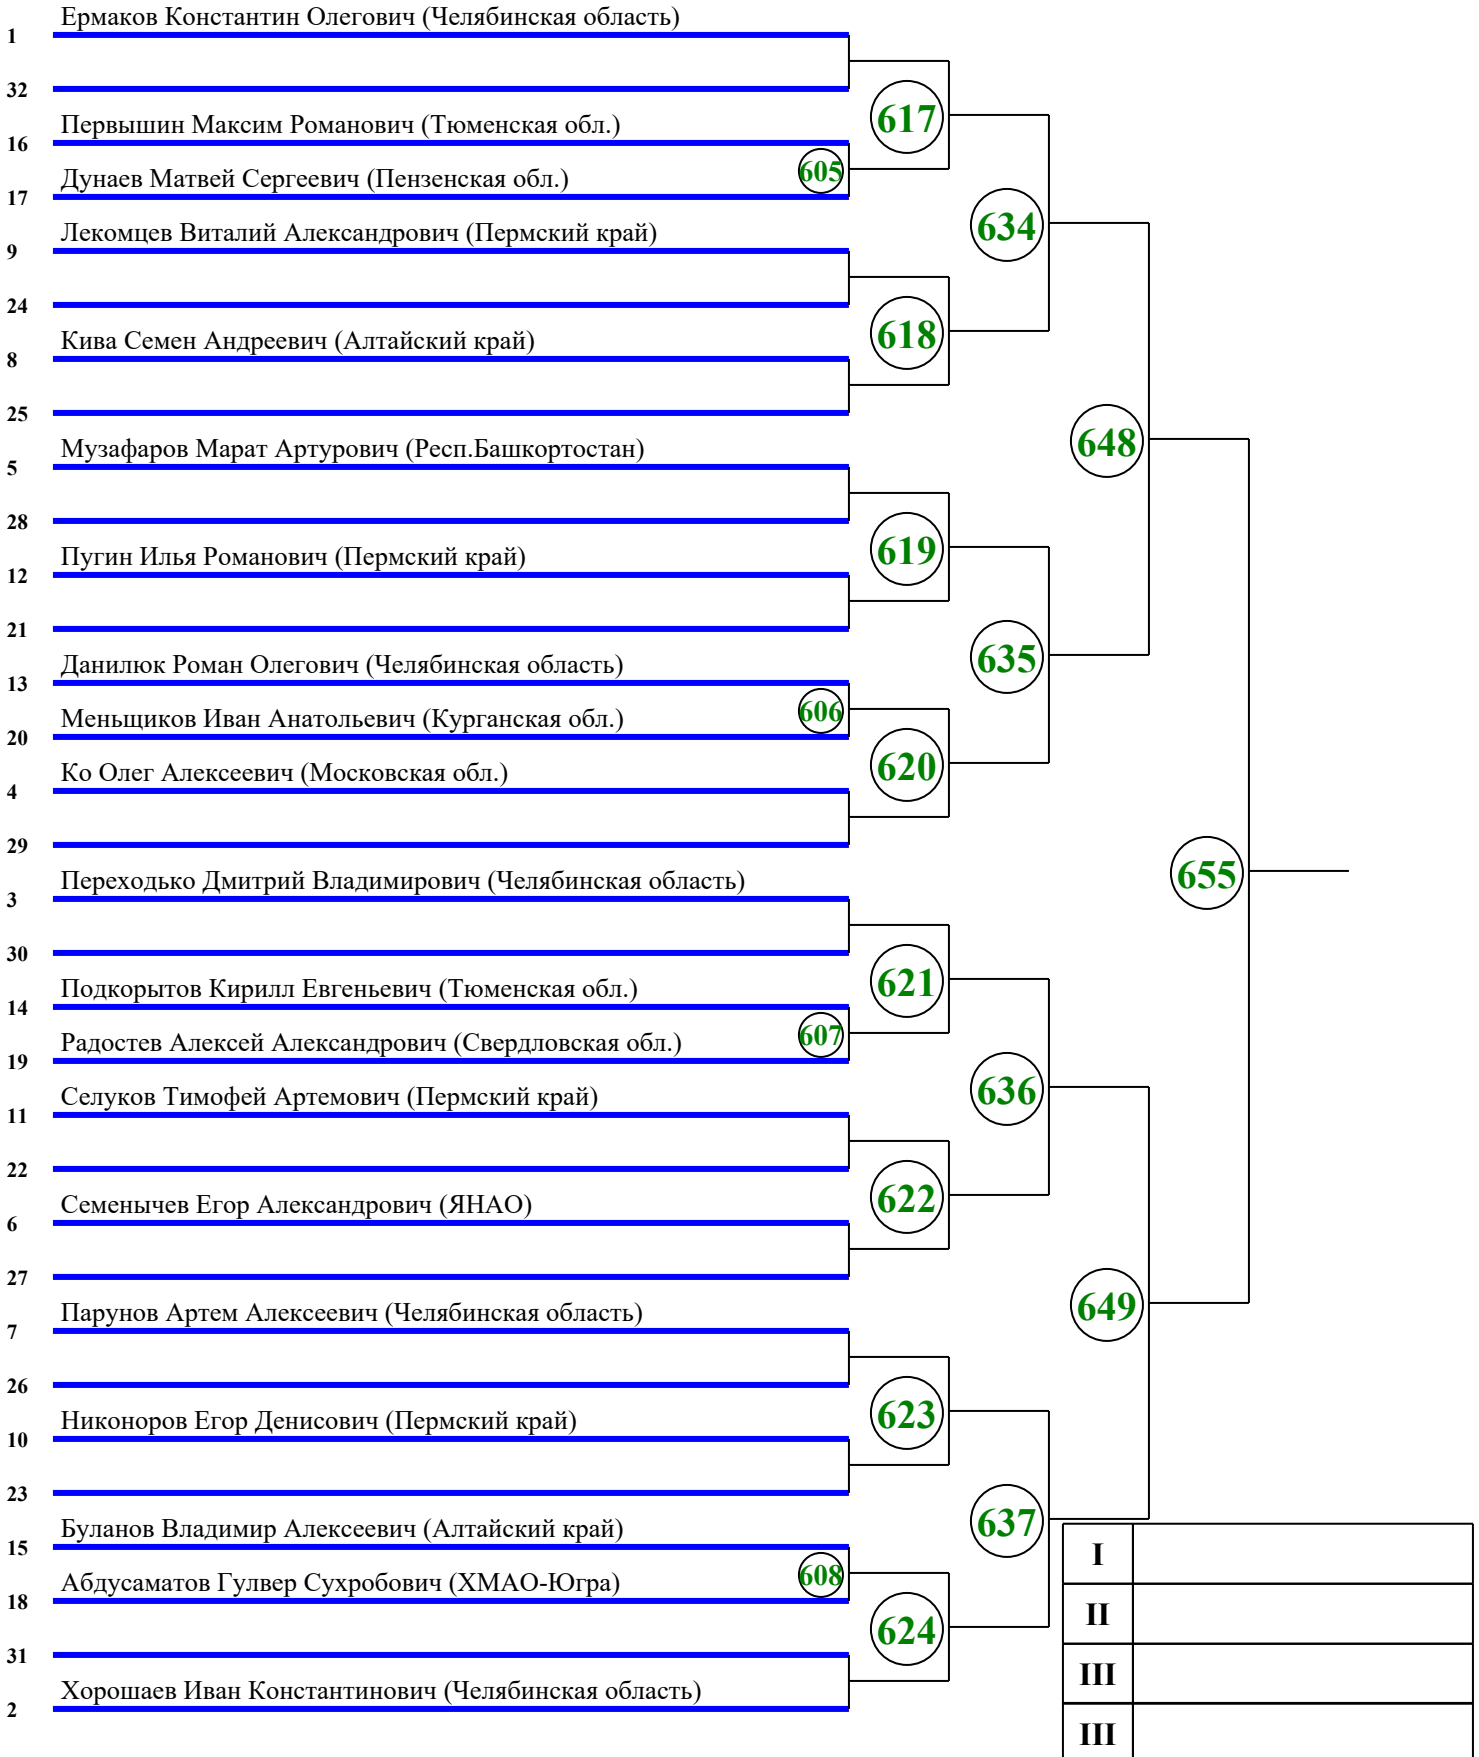 Ермаков Константин Олегович (Челябинская область)
1
32
Первышин Максим Романович (Тюменская обл.)
617
16
605
Дунаев Матвей Сергеевич (Пензенская обл.)
17
Лекомцев Виталий Александрович (Пермский край)
634
9
24
Кива Семен Андреевич (Алтайский край)
618
8
25
648
Музафаров Марат Артурович (Респ.Башкортостан)
5
28
Пугин Илья Романович (Пермский край)
619
12
21
Данилюк Роман Олегович (Челябинская область)
635
13
606
Меньщиков Иван Анатольевич (Курганская обл.)
20
Ко Олег Алексеевич (Московская обл.)
620
4
29
Переходько Дмитрий Владимирович (Челябинская область)
655
3
30
Подкорытов Кирилл Евгеньевич (Тюменская обл.)
621
14
607
Радостев Алексей Александрович (Свердловская обл.)
19
Селуков Тимофей Артемович (Пермский край)
636
11
22
Семенычев Егор Александрович (ЯНАО)
622
6
27
Парунов Артем Алексеевич (Челябинская область)
649
7
26
Никоноров Егор Денисович (Пермский край)
623
10
23
Буланов Владимир Алексеевич (Алтайский край)
637
15
I
608
Абдусаматов Гулвер Сухробович (ХМАО-Югра)
18
II
624
31
III
Хорошаев Иван Константинович (Челябинская область)
2
III